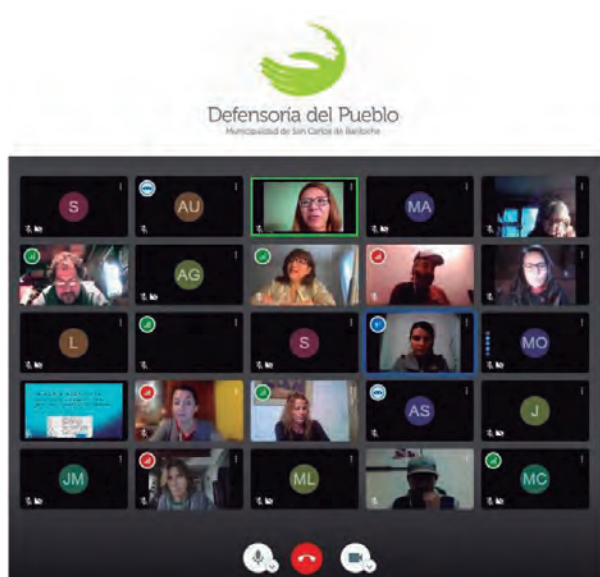 Defensoría del Pueblo
Municipalidad de San Carlos de Bariloche
S
AU
MA
AG
L
S
MO
AS
J
JM
ML
MC